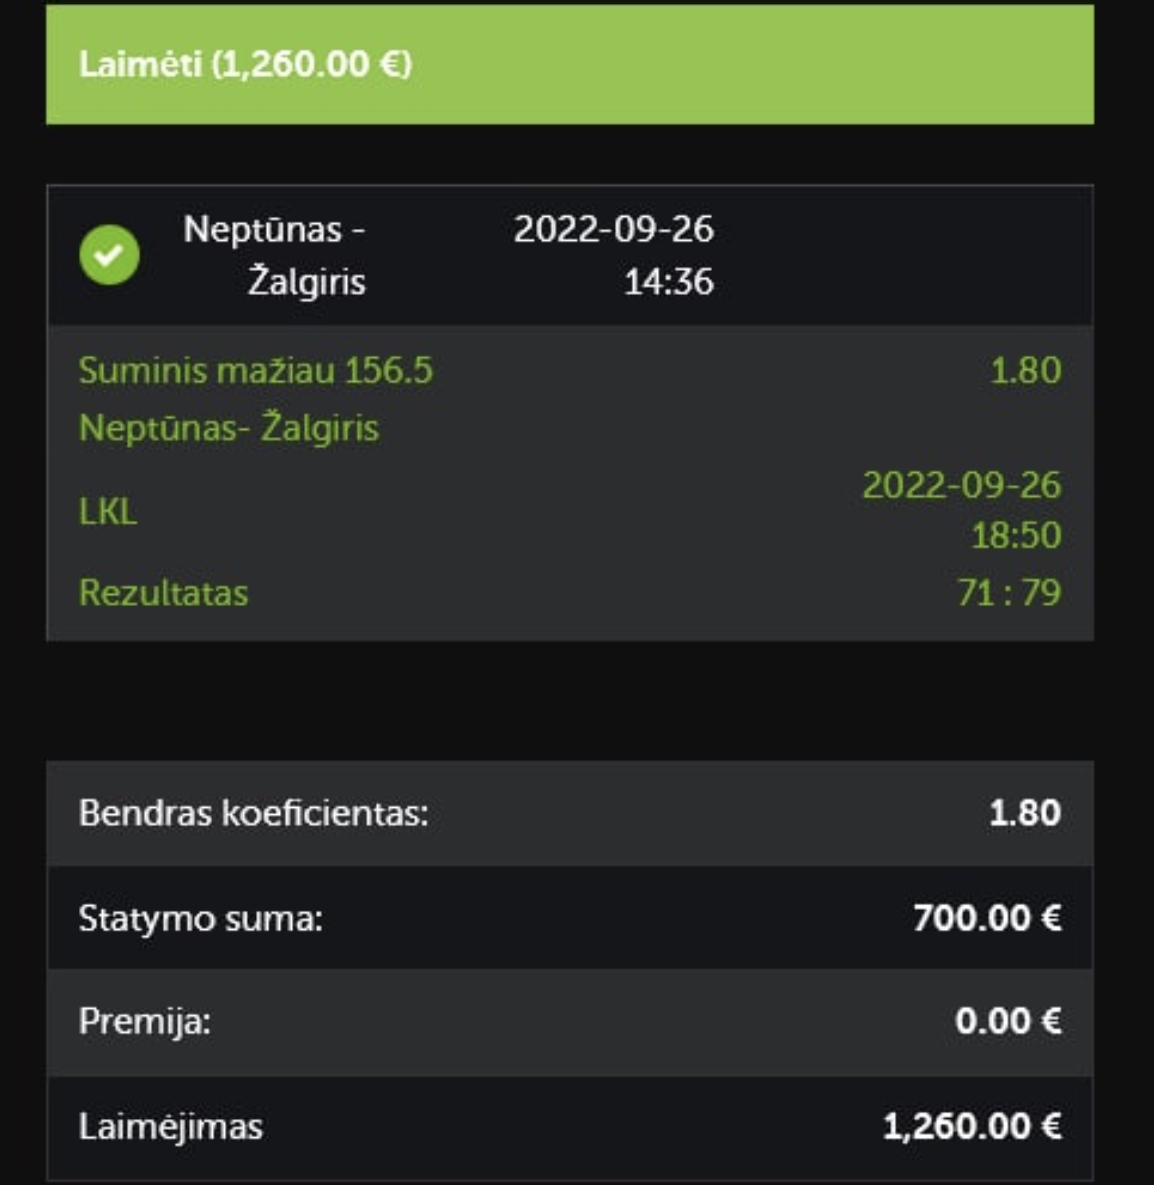 Laimėti (1,260.00 €)
Neptūnas - 2022-09-26
Žalgiris 14:36
Suminis mažiau 156.5 1.80
Neptūnas- Žalgiris
LKL 2022-09-26
18:50
Rezultatas 71 : 79
Bendras koeficientas: 1.80
Statymo suma: 700.00 €
Premija: 0.00 €
Laimėjimas 1,260.00 €